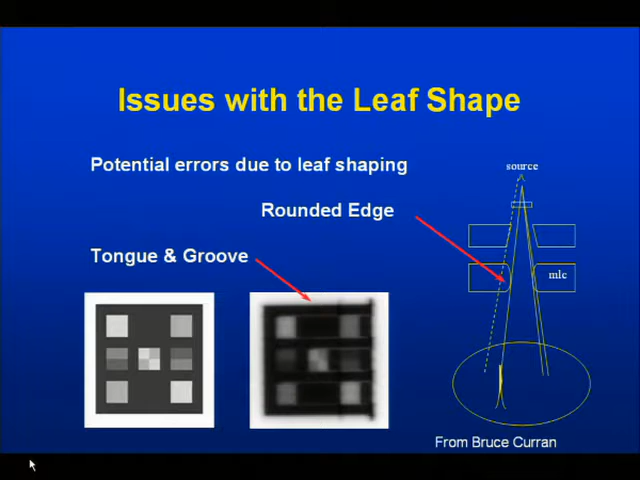 Issues with the Leaf Shape
Potential errors due to leaf shaping
source
Rounded Edge
Tongue & Groove
mlc
From Bruce Curran